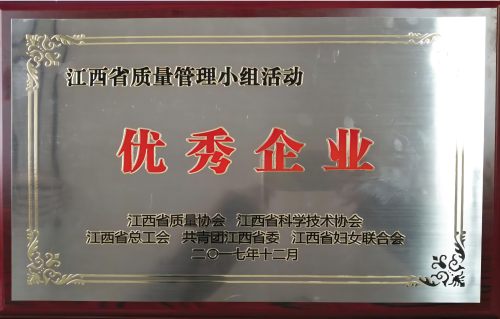 江西省质量管理小组活动
优秀企业
江西省质量协会 江西省科学技术协会
江西省总工会 共青团江西省委 江西省妇女联合会
二〇一七年十二月